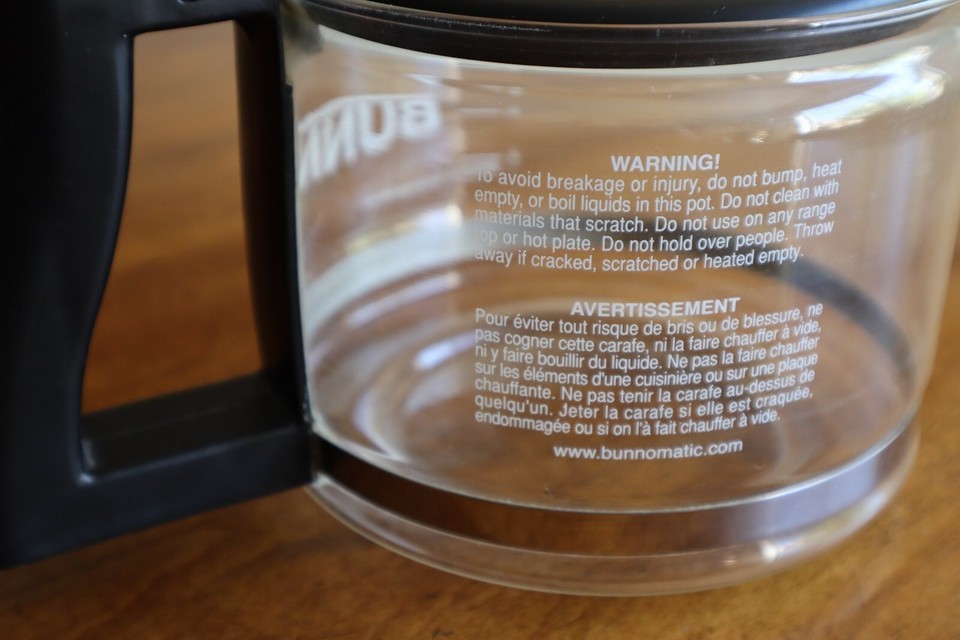 BUNN
WARNING!
To avoid breakage or injury, do not bump, heat
empty, or boil liquids in this pot. Do not clean with
materials that scratch. Do not use on any range
top or hot plate. Do not hold over people. Throw
away if cracked, scratched or heated empty.
AVERTISSEMENT
Pour éviter tout risque de bris ou de blessure, ne
pas cogner cette carafe, ni la faire chauffer à vide,
ni y faire bouillir du liquide. Ne pas la faire chauffer
sur les éléments d'une cuisinière ou sur une plaque
chauffante. Ne pas tenir la carafe au-dessus de
quelqu'un. Jeter la carafe si elle est craquée,
endommagée ou si on l'à fait chauffer à vide.
www.bunnomatic.com